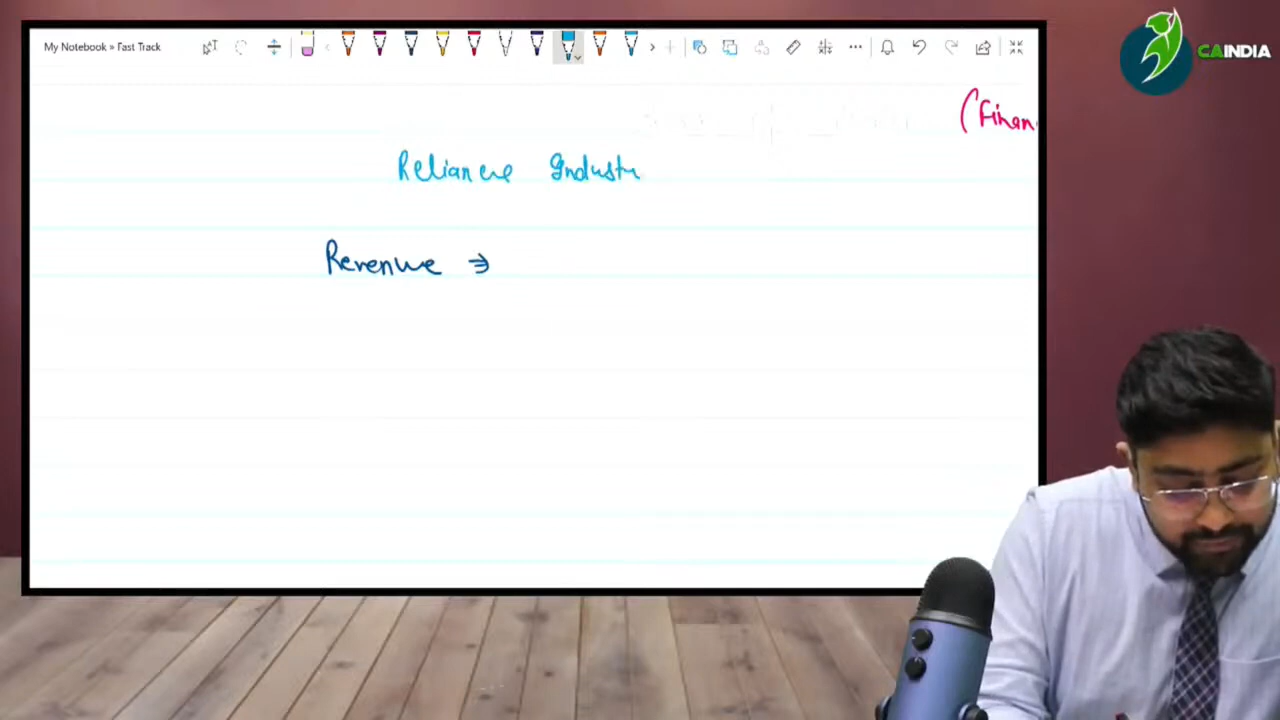 My Notebook » Fast Track
CAINDIA
(Finan
Reliance Industr
Revenue ⇒